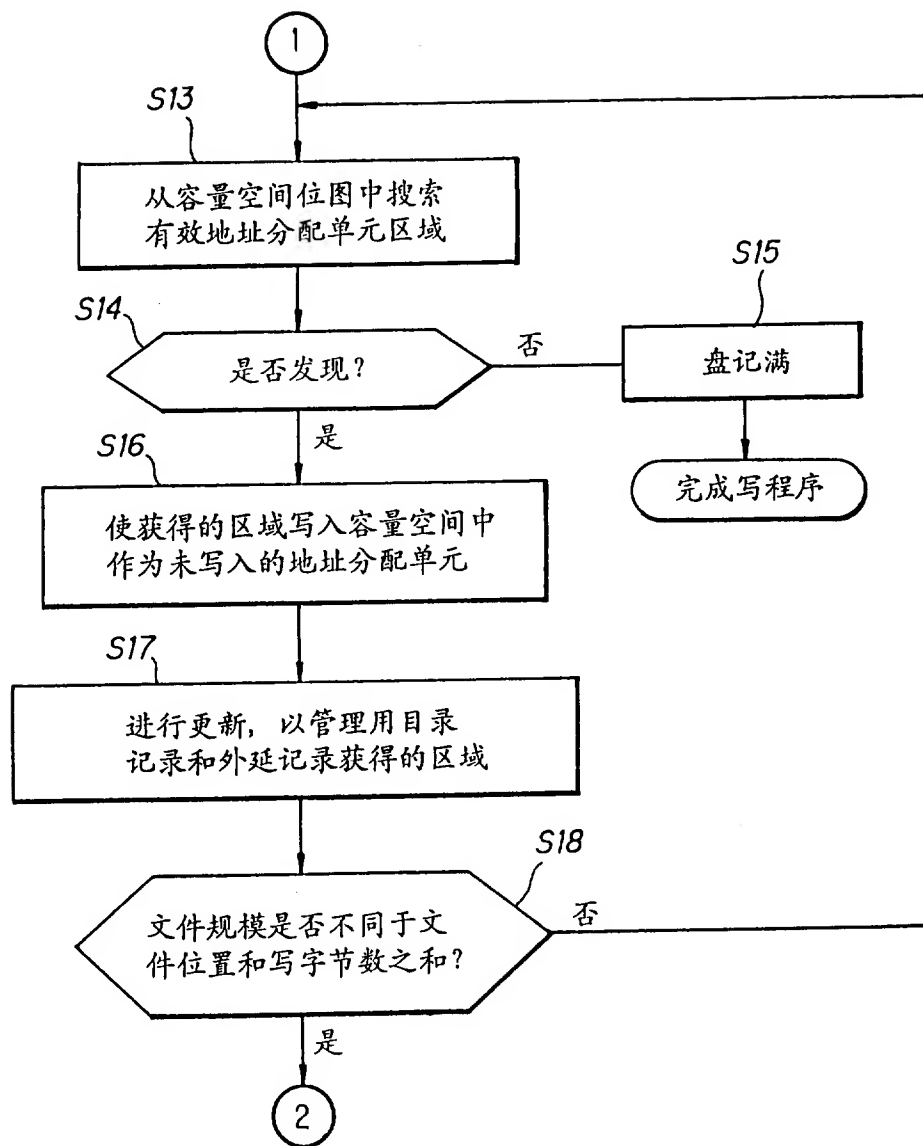 1
S13
从容量空间位图中搜索
有效地址分配单元区域
S14
是否发现?
否
S15
盘记满
是
完成写程序
S16
使获得的区域写入容量空间中
作为未写入的地址分配单元
S17
进行更新，以管理用目录
记录和外延记录获得的区域
S18
文件规模是否不同于文
件位置和写字节数之和?
否
是
2